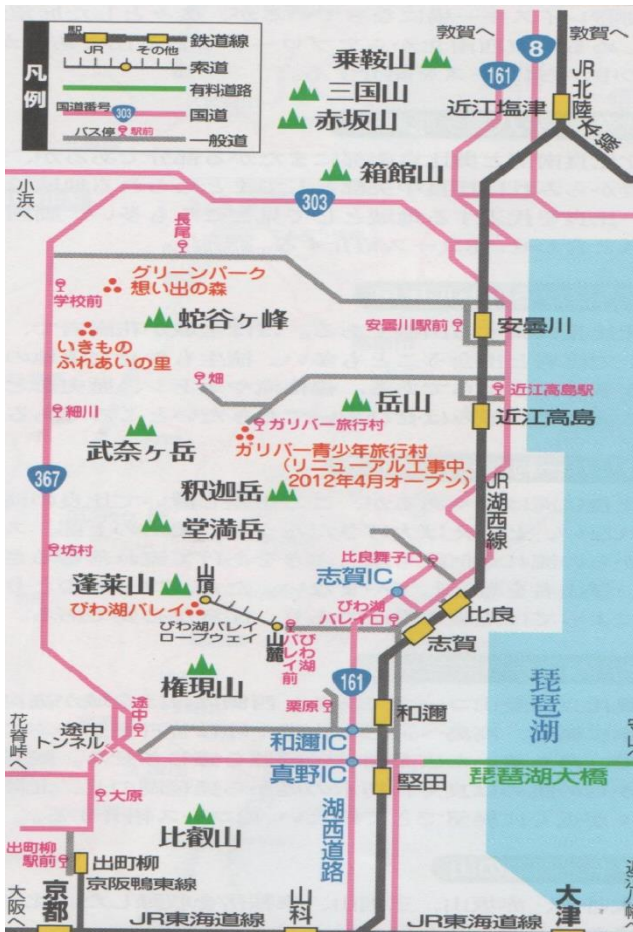 凡例
駅
JR
その他
鉄道線
索道
有料道路
国道番号
303
国道
バス停
駅前
一般道
敦賀へ
8
敦賀へ
161
JR北陸本線
乗鞍山
三国山
赤坂山
近江塩津
箱館山
小浜へ
303
長尾
グリーンパーク
想い出の森
学校前
蛇谷ヶ峰
安曇川駅前
安曇川
いきもの
ふれあいの里
畑
岳山
近江高島駅
近江高島
細川
ガリバー旅行村
武奈ヶ岳
ガリバー青少年旅行村
(リニューアル工事中、
2012年4月オープン)
367
釈迦岳
JR湖西線
堂満岳
坊村
比良舞子口
志賀IC
蓬莱山
山頂
びわ湖バレイ
びわ湖バレイ
ロープウェイ
山麓
びわ湖
バレイ前
びわ湖
バレイ口
比良
志賀
権現山
161
琵琶湖
栗原
和邇
途中
途中
トンネル
花脊峠へ
和邇IC
真野IC
堅田
琵琶湖大橋
大原
湖西道路
比叡山
出町柳
駅前
出町柳
京阪鴨東線
大阪へ
京都
JR東海道線
山科
JR東海道線
大津